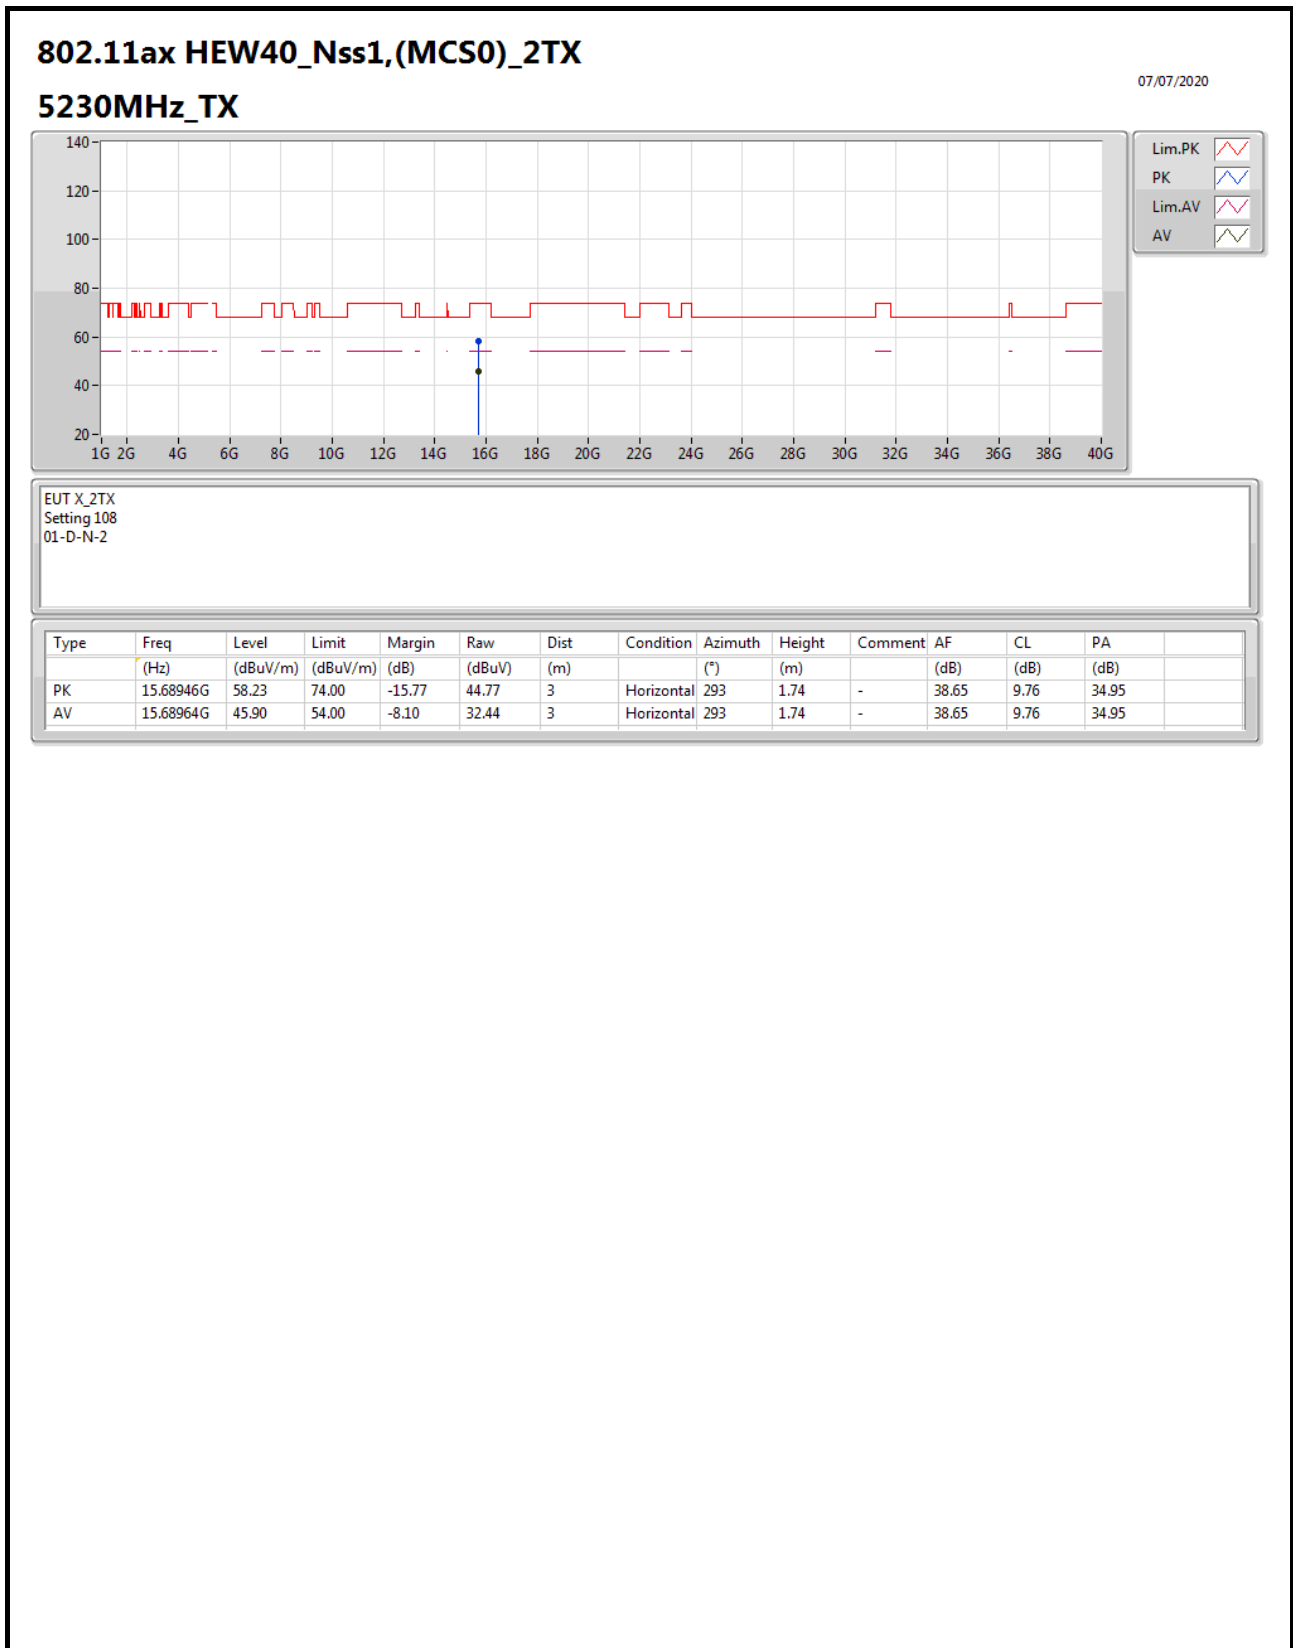 802.11ax HEW40_Nss1,(MCS0)_2TX
07/07/2020
5230MHz_TX
140
120
100
80
60
40
20
1G 2G 4G 6G 8G 10G 12G 14G 16G 18G 20G 22G 24G 26G 28G 30G 32G 34G 36G 38G 40G
Lim.PK
PK
Lim.AV
AV
EUT X_2TX
Setting 108
01-D-N-2
Type Freq Level Limit Margin Raw Dist Condition Azimuth Height Comment AF CL PA
(Hz) (dBuV/m) (dBuV/m) (dB) (dBuV) (m) (°) (m) (dB) (dB) (dB)
PK 15.68946G 58.23 74.00 -15.77 44.77 3 Horizontal 293 1.74 - 38.65 9.76 34.95
AV 15.68964G 45.90 54.00 -8.10 32.44 3 Horizontal 293 1.74 - 38.65 9.76 34.95